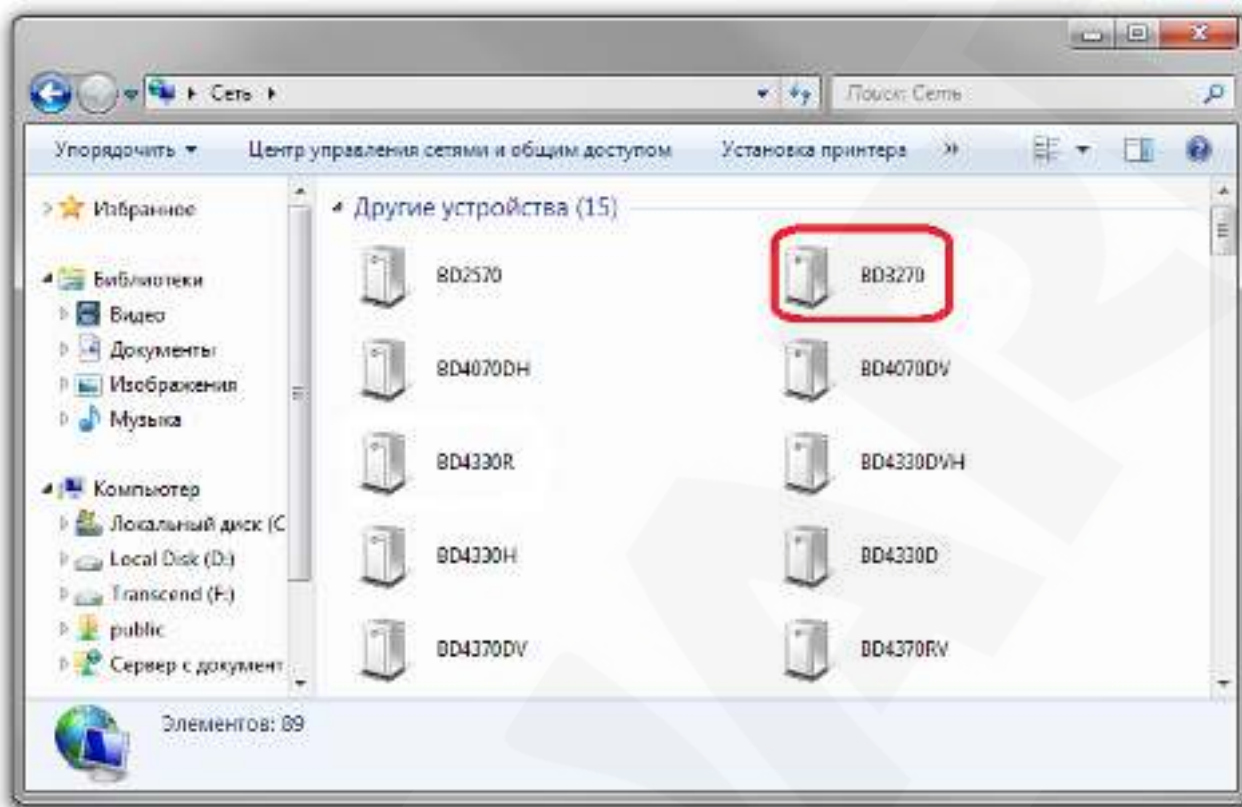 Сеть
Поиск: Сеть
Упорядочить Центр управления сетями и общим доступом Установка принтера »
Избранное
Библиотеки
Видео
Документы
Изображения
Музыка
Компьютер
Локальный диск (C
Local Disk (D:)
Transcend (F:)
public
Сервер с документ
Другие устройства (15)
BD2570 BD3270
BD4070DH BD4070DV
BD4330R BD4330DVH
BD4330H BD4330D
BD4370DV BD4370RV
Элементов: 89